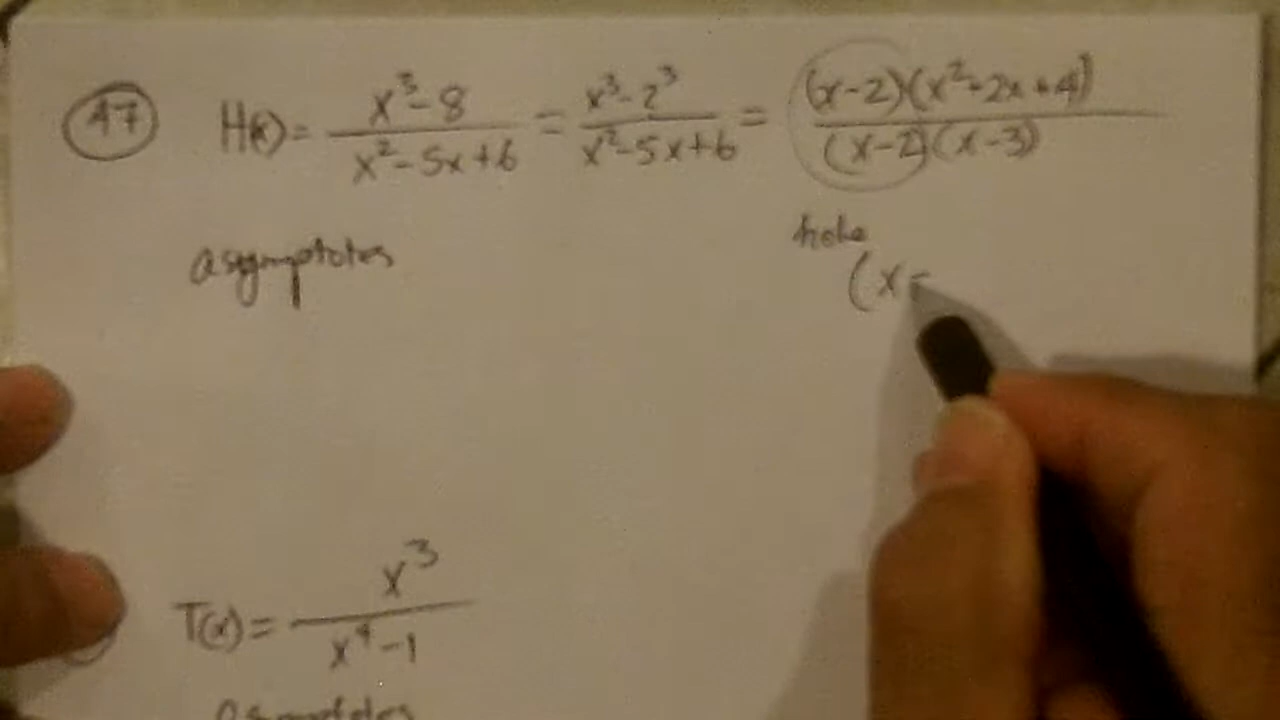 47 H(x) = x³-8 / x²-5x+6 = x³-2³ / x²-5x+6 = (x-2)(x²+2x+4) / (x-2)(x-3)
asymptotes hole
(x=
T(x) = x³ / x⁴-1
asymptotes